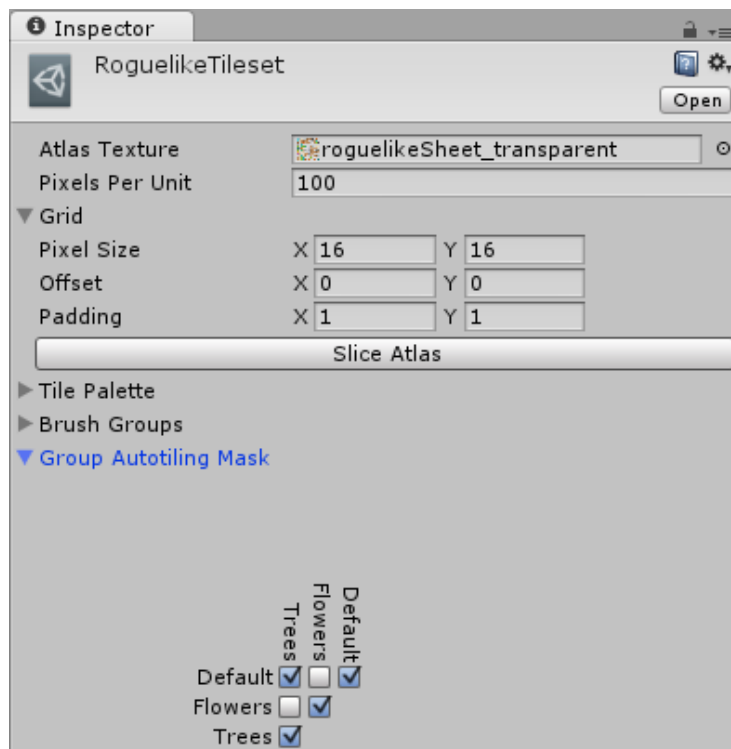 Inspector
RoguelikeTileset
Open
Atlas Texture roguelikeSheet_transparent
Pixels Per Unit 100
Grid
Pixel Size X 16 Y 16
Offset X 0 Y 0
Padding X 1 Y 1
Slice Atlas
Tile Palette
Brush Groups
Group Autotiling Mask
Trees
Flowers
Default
Default
Flowers
Trees